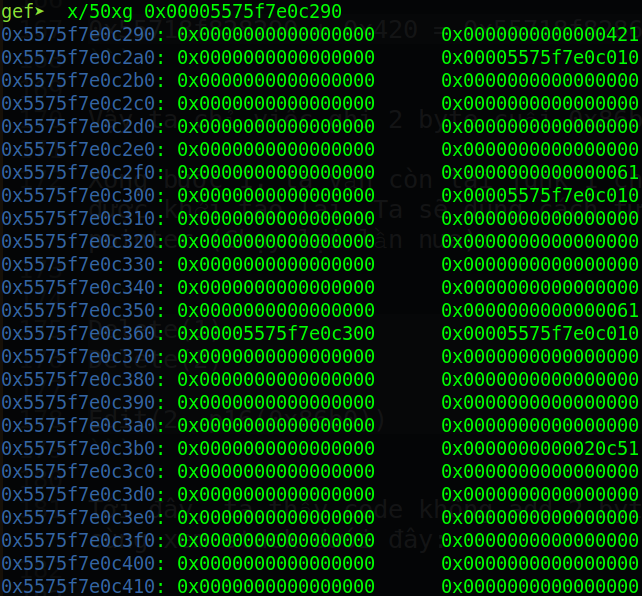 gef➤  x/50xg 0x00005575f7e0c290
0x5575f7e0c290: 0x0000000000000000 0x0000000000000421
0x5575f7e0c2a0: 0x0000000000000000 0x00005575f7e0c010
0x5575f7e0c2b0: 0x0000000000000000 0x0000000000000000
0x5575f7e0c2c0: 0x0000000000000000 0x0000000000000000
0x5575f7e0c2d0: 0x0000000000000000 0x0000000000000000
0x5575f7e0c2e0: 0x0000000000000000 0x0000000000000000
0x5575f7e0c2f0: 0x0000000000000000 0x0000000000000061
0x5575f7e0c300: 0x0000000000000000 0x00005575f7e0c010
0x5575f7e0c310: 0x0000000000000000 0x0000000000000000
0x5575f7e0c320: 0x0000000000000000 0x0000000000000000
0x5575f7e0c330: 0x0000000000000000 0x0000000000000000
0x5575f7e0c340: 0x0000000000000000 0x0000000000000000
0x5575f7e0c350: 0x0000000000000000 0x0000000000000061
0x5575f7e0c360: 0x00005575f7e0c300 0x00005575f7e0c010
0x5575f7e0c370: 0x0000000000000000 0x0000000000000000
0x5575f7e0c380: 0x0000000000000000 0x0000000000000000
0x5575f7e0c390: 0x0000000000000000 0x0000000000000000
0x5575f7e0c3a0: 0x0000000000000000 0x0000000000000000
0x5575f7e0c3b0: 0x0000000000000000 0x0000000000020c51
0x5575f7e0c3c0: 0x0000000000000000 0x0000000000000000
0x5575f7e0c3d0: 0x0000000000000000 0x0000000000000000
0x5575f7e0c3e0: 0x0000000000000000 0x0000000000000000
0x5575f7e0c3f0: 0x0000000000000000 0x0000000000000000
0x5575f7e0c400: 0x0000000000000000 0x0000000000000000
0x5575f7e0c410: 0x0000000000000000 0x0000000000000000